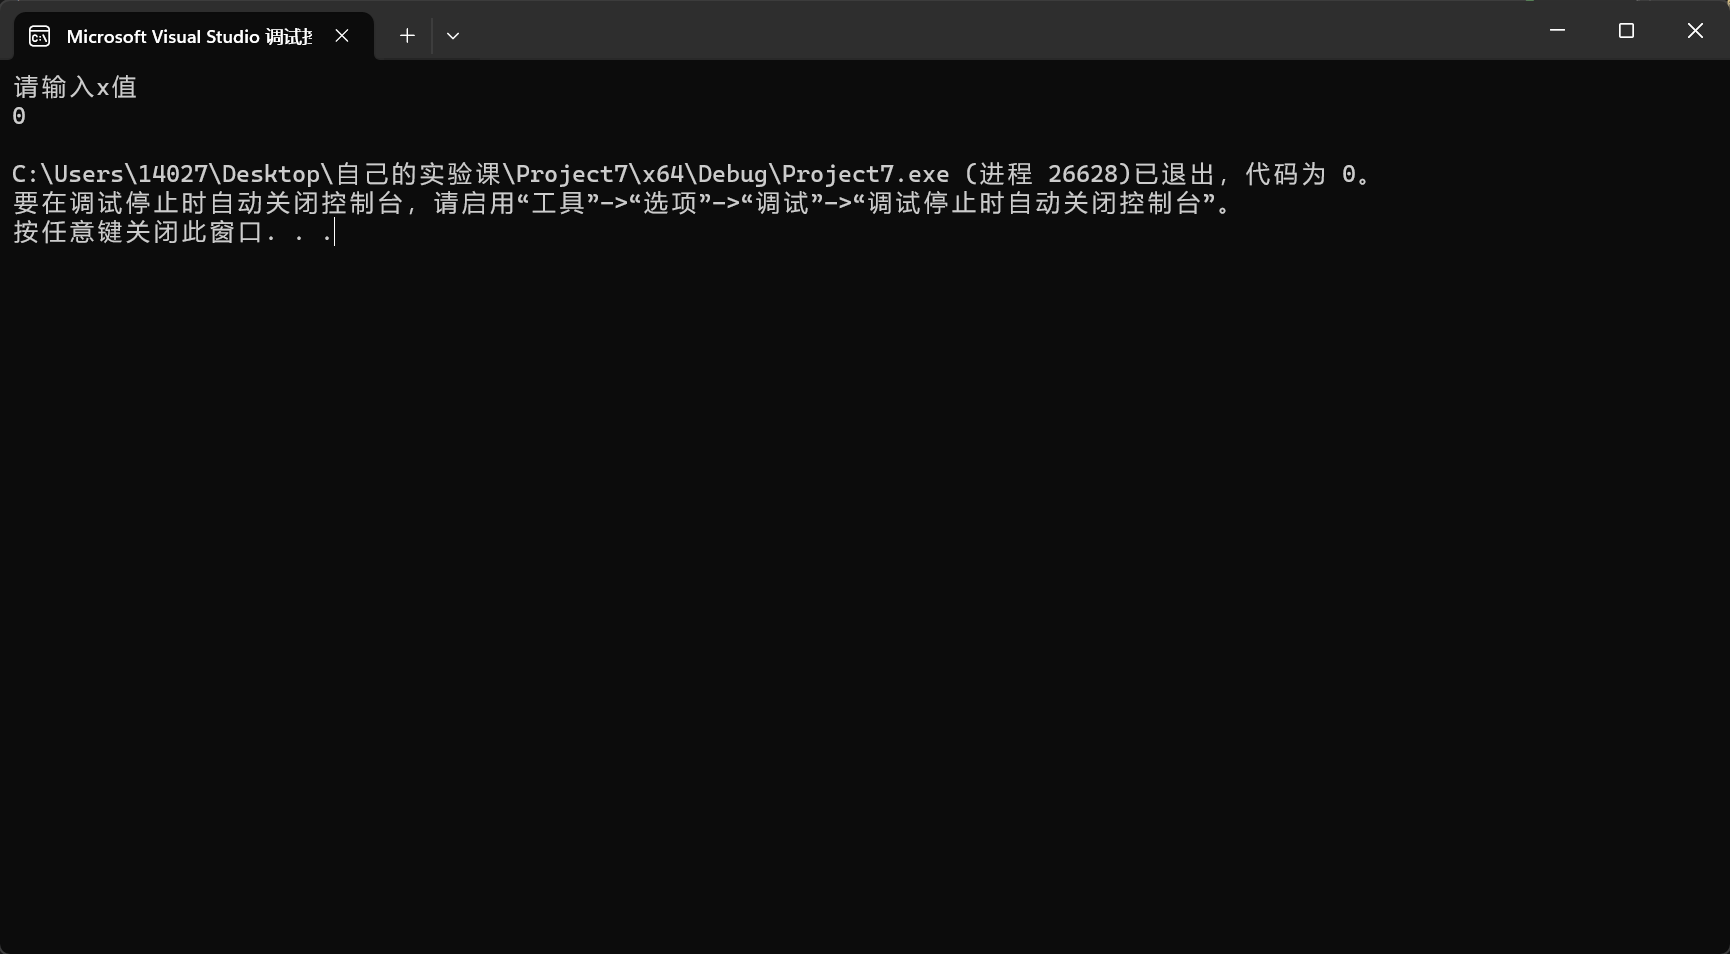 Microsoft Visual Studio 调试
请输入x值
0
C:\Users\14027\Desktop\自己的实验课\Project7\x64\Debug\Project7.exe (进程 26628)已退出，代码为 0。
要在调试停止时自动关闭控制台，请启用“工具”->“选项”->“调试”->“调试停止时自动关闭控制台”。
按任意键关闭此窗口. . .